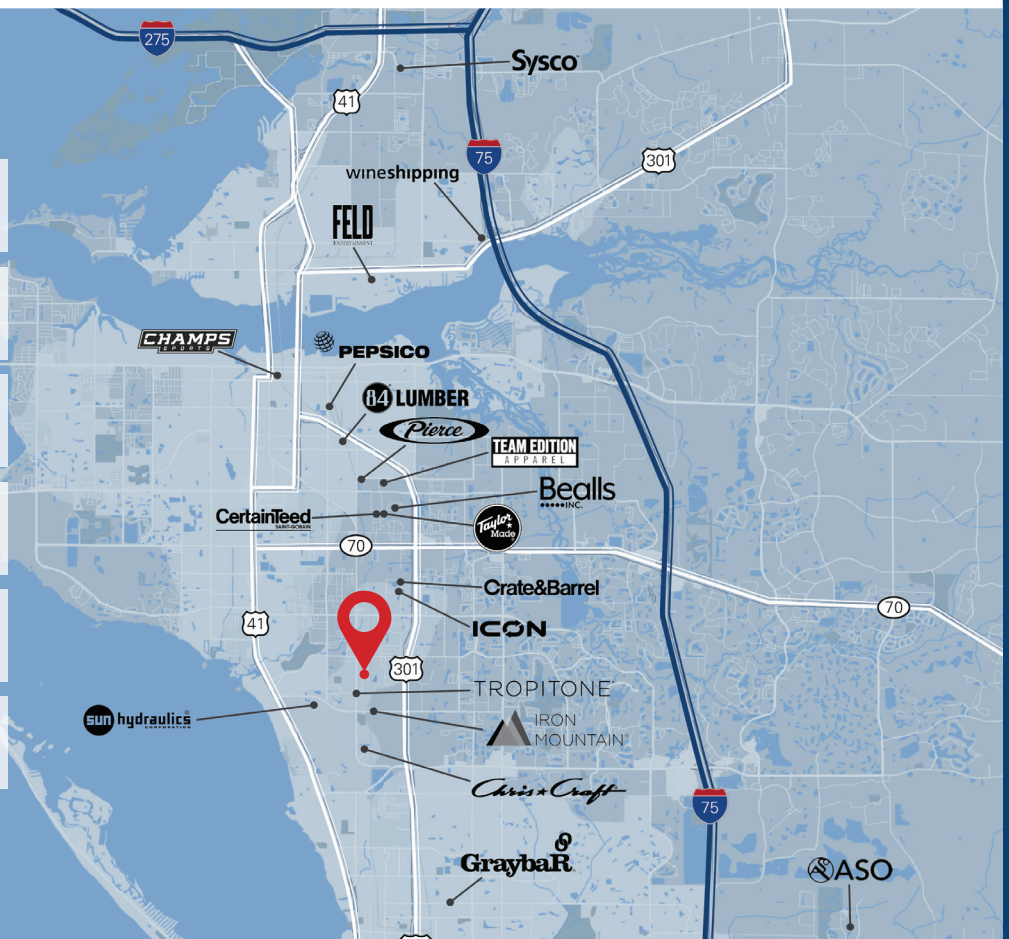 275
Sysco
41
75
301
wineshipping
FELD
ENTERTAINMENT
CHAMPS
SPORTS
PEPSICO
84 LUMBER
Pierce
TEAM EDITION
APPAREL
Bealls
INC.
CertainTeed
SAINT-GOBAIN
Taylor
Made
70
Crate&Barrel
70
41
ICON
301
TROPITONE
sun hydraulics®
CORPORATION
IRON
MOUNTAIN®
Chris★Craft
75
GraybaR
ASO